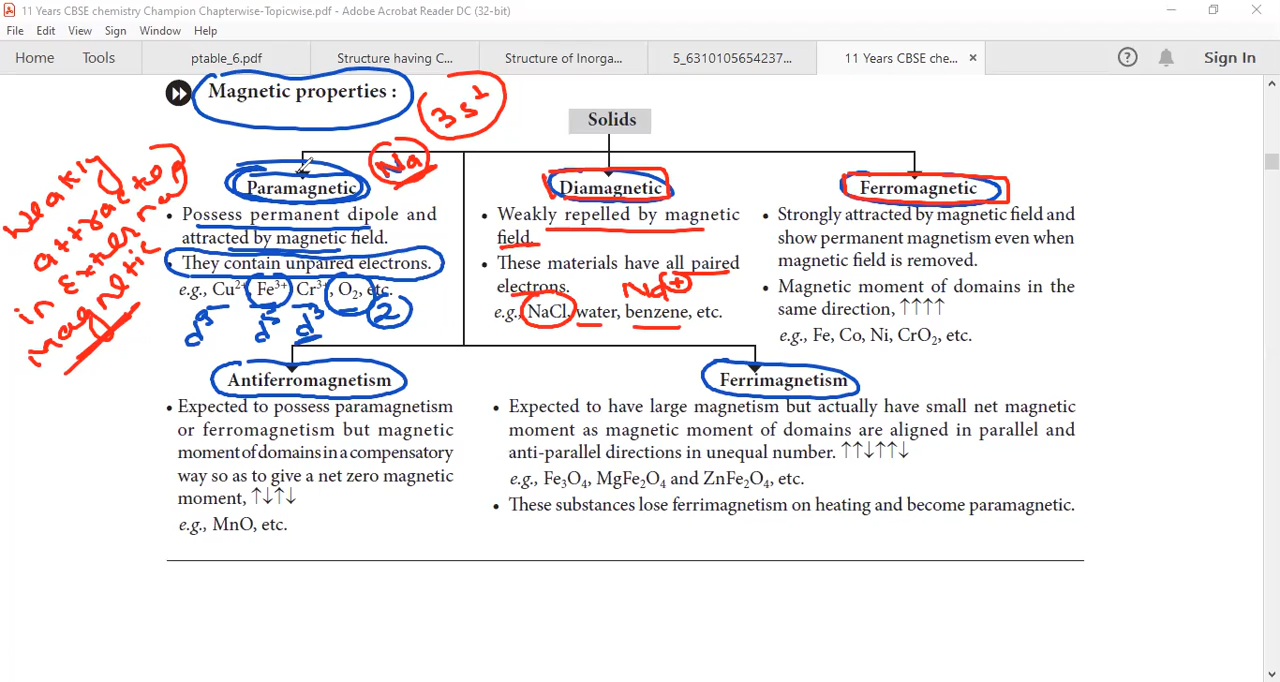 11 Years CBSE chemistry Champion Chapterwise-Topicwise.pdf - Adobe Acrobat Reader DC (32-bit)
File Edit View Sign Window Help
Home Tools ptable_6.pdf Structure having C... Structure of Inorga... 5_6310105654237... 11 Years CBSE che... × Sign In
Magnetic properties :
3s1
Solids
Na
Paramagnetic
• Possess permanent dipole and
attracted by magnetic field.
• They contain unpaired electrons.
e.g., Cu2+ Fe3+ Cr3+, O2, etc.
d9 d5 d3 2
weakly
attracted
in external
magnetic
Diamagnetic
• Weakly repelled by magnetic
field.
• These materials have all paired
electrons.
Na+
e.g., NaCl, water, benzene, etc.
Ferromagnetic
• Strongly attracted by magnetic field and
show permanent magnetism even when
magnetic field is removed.
• Magnetic moment of domains in the
same direction, ↑↑↑↑
e.g., Fe, Co, Ni, CrO2, etc.
Antiferromagnetism
• Expected to possess paramagnetism
or ferromagnetism but magnetic
moment of domains in a compensatory
way so as to give a net zero magnetic
moment, ↑↓↑↓
e.g., MnO, etc.
Ferrimagnetism
• Expected to have large magnetism but actually have small net magnetic
moment as magnetic moment of domains are aligned in parallel and
anti-parallel directions in unequal number. ↑↑↓↑↑↓
e.g., Fe3O4, MgFe2O4 and ZnFe2O4, etc.
• These substances lose ferrimagnetism on heating and become paramagnetic.